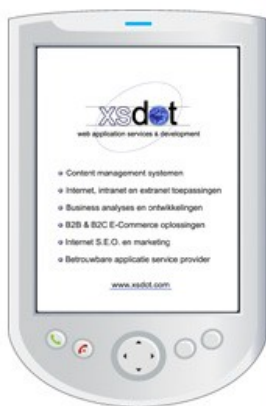 xsdot
web application services & development
Content management systemen
Internet, intranet en extranet toepassingen
Business analyses en ontwikkelingen
B2B & B2C E-Commerce oplossingen
Internet S.E.O. en marketing
Betrouwbare applicatie service provider
www.xsdot.com